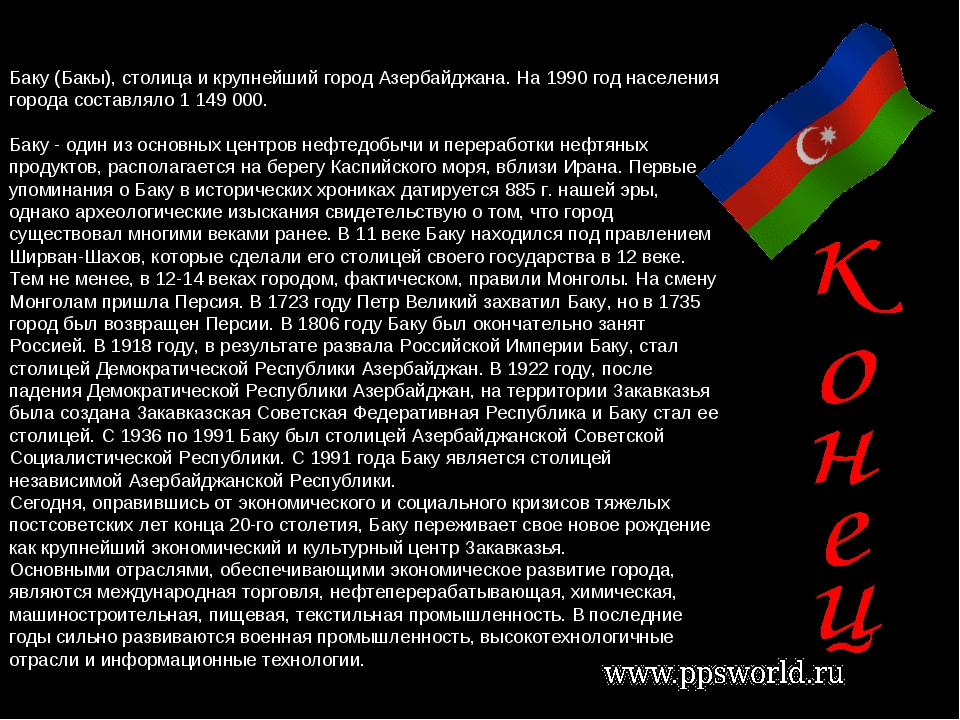 Баку (Бакы), столица и крупнейший город Азербайджана. На 1990 год населения
города составляло 1 149 000.
Баку - один из основных центров нефтедобычи и переработки нефтяных
продуктов, располагается на берегу Каспийского моря, вблизи Ирана. Первые
упоминания о Баку в исторических хрониках датируется 885 г. нашей эры,
однако археологические изыскания свидетельствую о том, что город
существовал многими веками ранее. В 11 веке Баку находился под правлением
Ширван-Шахов, которые сделали его столицей своего государства в 12 веке.
Тем не менее, в 12-14 веках городом, фактическом, правили Монголы. На смену
Монголам пришла Персия. В 1723 году Петр Великий захватил Баку, но в 1735
город был возвращен Персии. В 1806 году Баку был окончательно занят
Россией. В 1918 году, в результате развала Российской Империи Баку, стал
столицей Демократической Республики Азербайджан. В 1922 году, после
падения Демократической Республики Азербайджан, на территории Закавказья
была создана Закавказская Советская Федеративная Республика и Баку стал ее
столицей. С 1936 по 1991 Баку был столицей Азербайджанской Советской
Социалистической Республики. С 1991 года Баку является столицей
независимой Азербайджанской Республики.
Сегодня, оправившись от экономического и социального кризисов тяжелых
постсоветских лет конца 20-го столетия, Баку переживает свое новое рождение
как крупнейший экономический и культурный центр Закавказья.
Основными отраслями, обеспечивающими экономическое развитие города,
являются международная торговля, нефтеперерабатывающая, химическая,
машиностроительная, пищевая, текстильная промышленность. В последние
годы сильно развиваются военная промышленность, высокотехнологичные
отрасли и информационные технологии.
Конец
www.ppsworld.ru